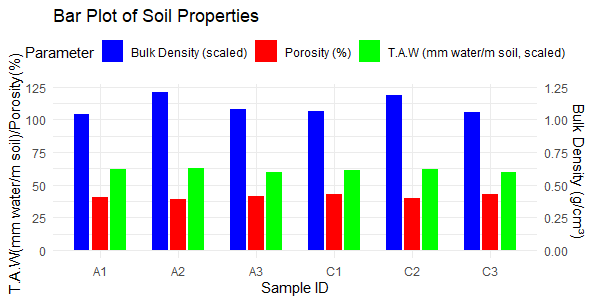 Bar Plot of Soil Properties
Parameter Bulk Density (scaled) Porosity (%) T.A.W (mm water/m soil, scaled)
T.A.W(mm water/m soil)/Porosity(%)
125
100
75
50
25
0
1.25
1.00
0.75
0.50
0.25
0.00
Bulk Density (g/cm³)
A1 A2 A3 C1 C2 C3
Sample ID